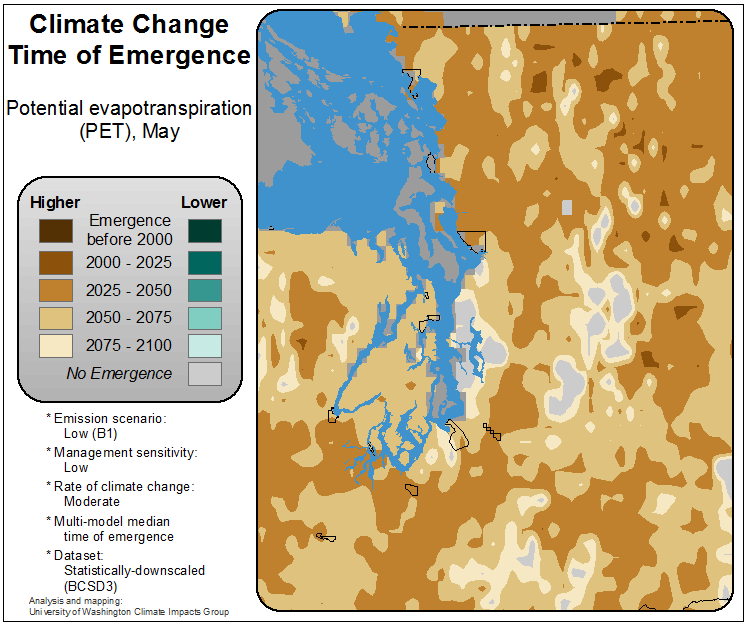 Climate Change
Time of Emergence
Potential evapotranspiration
(PET), May
Higher Lower
Emergence
before 2000
2000 - 2025
2025 - 2050
2050 - 2075
2075 - 2100
No Emergence
* Emission scenario:
Low (B1)
* Management sensitivity:
Low
* Rate of climate change:
Moderate
* Multi-model median
time of emergence
* Dataset:
Statistically-downscaled
(BCSD3)
Analysis and mapping:
University of Washington Climate Impacts Group